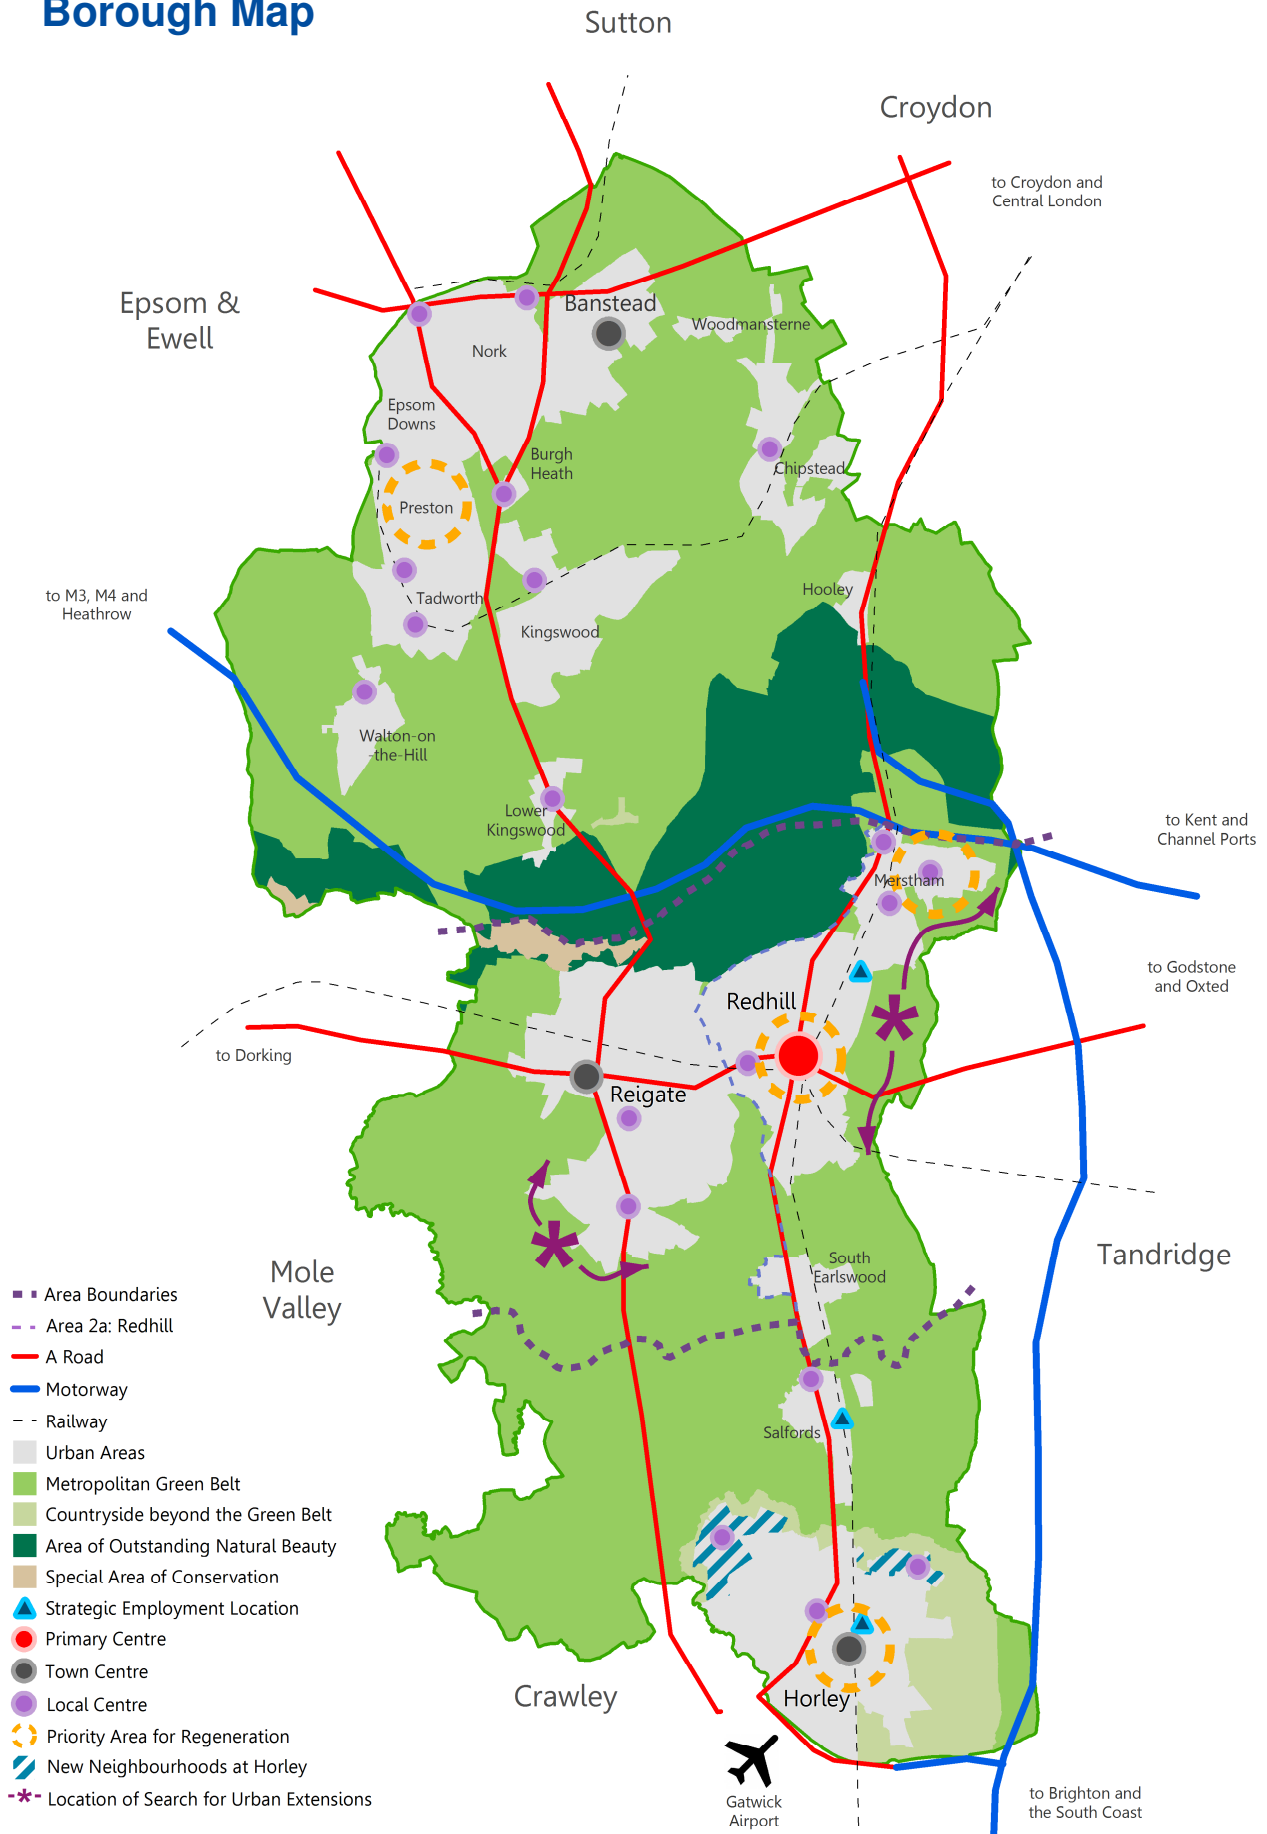 Borough Map
Sutton
Croydon
to Croydon and
Central London
Epsom &
Ewell
Banstead
Woodmansterne
Nork
Epsom
Downs
Burgh
Heath
Chipstead
Preston
to M3, M4 and
Heathrow
Hooley
Tadworth
Kingswood
Walton-on
-the-Hill
Lower
Kingswood
to Kent and
Channel Ports
Merstham
to Godstone
and Oxted
Redhill
to Dorking
Reigate
Mole
Valley
South
Earlswood
Tandridge
Salfords
Crawley
Horley
Gatwick
Airport
to Brighton and
the South Coast
Area Boundaries
Area 2a: Redhill
A Road
Motorway
Railway
Urban Areas
Metropolitan Green Belt
Countryside beyond the Green Belt
Area of Outstanding Natural Beauty
Special Area of Conservation
Strategic Employment Location
Primary Centre
Town Centre
Local Centre
Priority Area for Regeneration
New Neighbourhoods at Horley
Location of Search for Urban Extensions